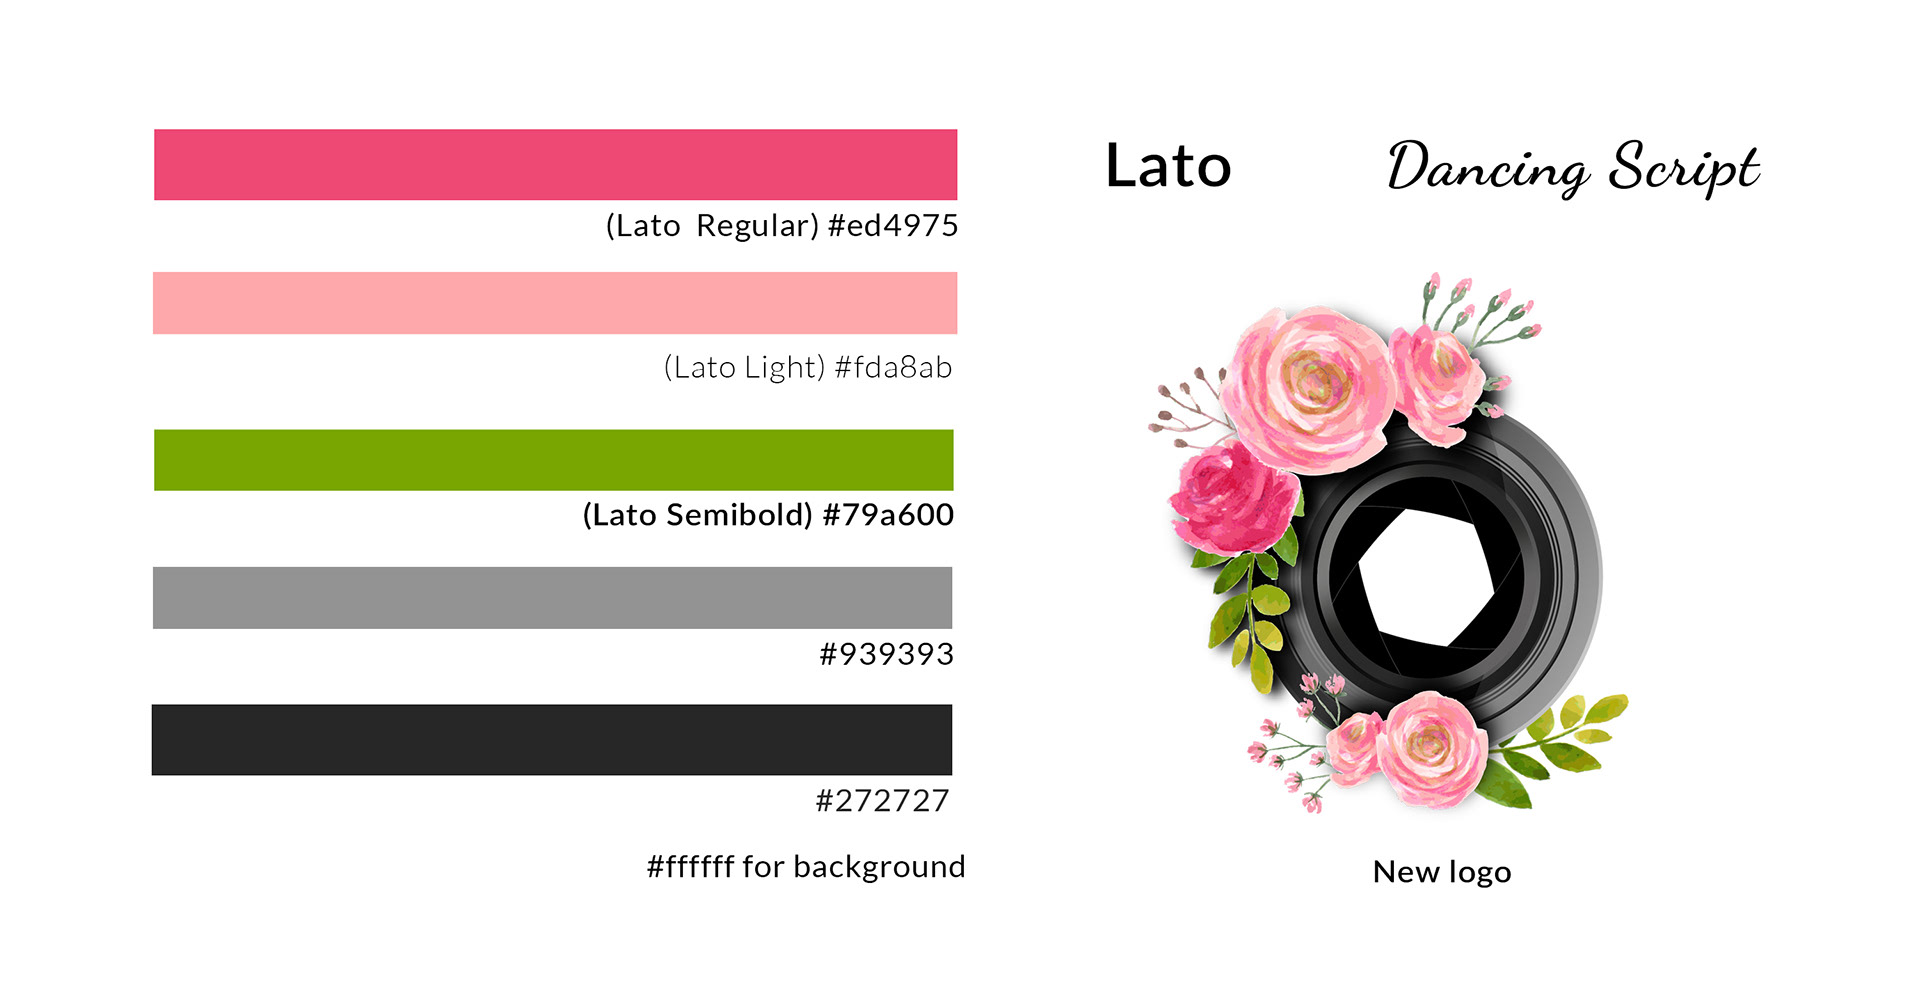 (Lato Regular) #ed4975
(Lato Light) #fda8ab
(Lato Semibold) #79a600
#939393
#272727
#ffffff for background
Lato
Dancing Script
New logo